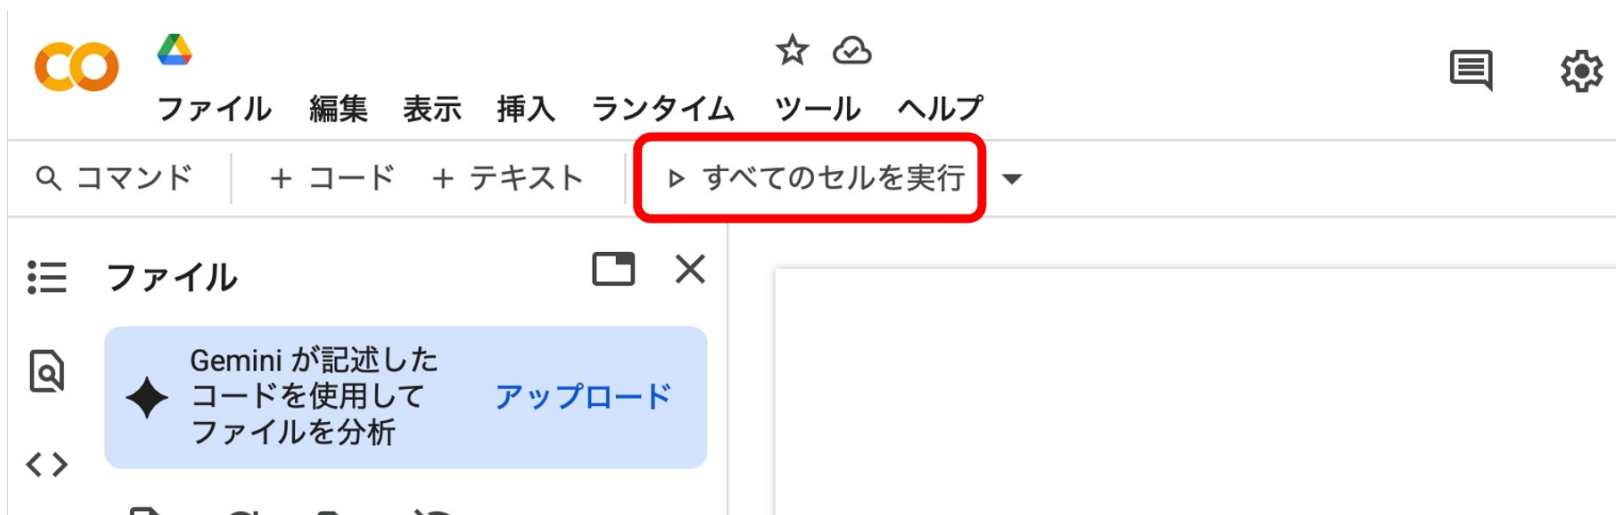 CO
ファイル 編集 表示 挿入 ランタイム ツール ヘルプ
コマンド + コード + テキスト すべてのセルを実行
ファイル
Gemini が記述した
コードを使用して
ファイルを分析
アップロード